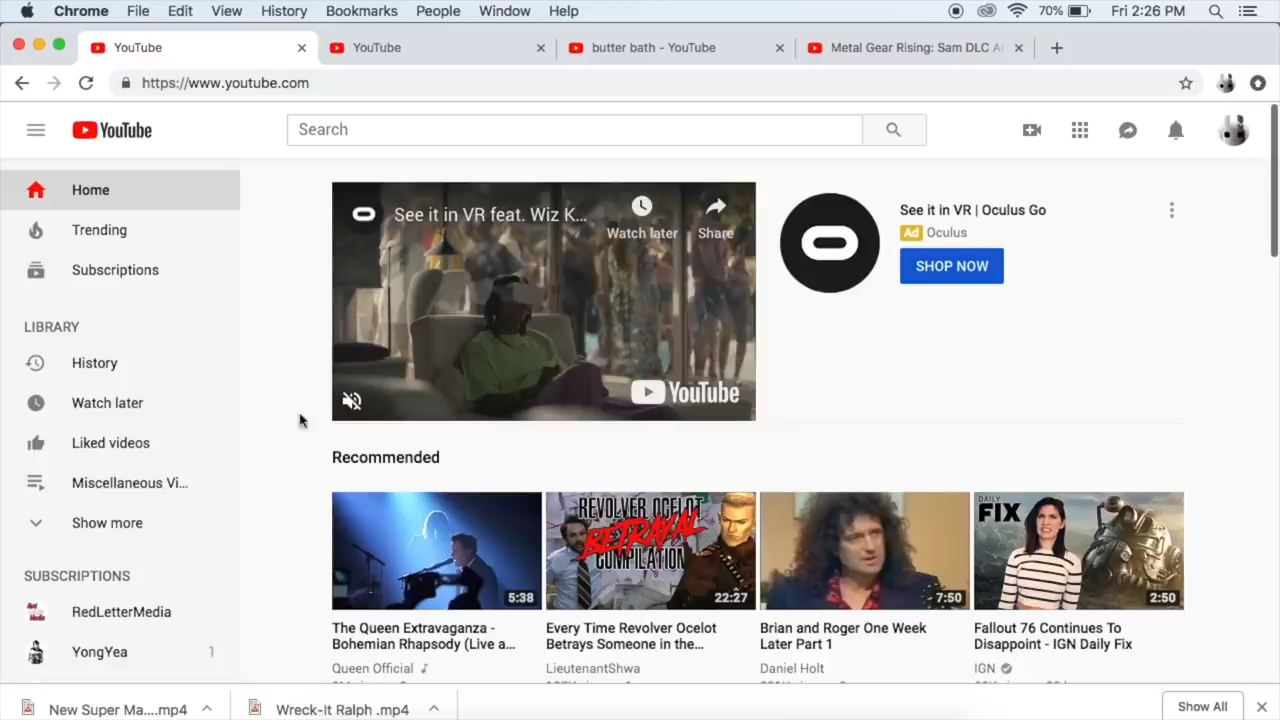 Chrome File Edit View History Bookmarks People Window Help 70% Fri 2:26 PM
YouTube YouTube butter bath - YouTube Metal Gear Rising: Sam DLC A
https://www.youtube.com
YouTube Search
Home
Trending
Subscriptions
LIBRARY
History
Watch later
Liked videos
Miscellaneous Vi...
Show more
SUBSCRIPTIONS
RedLetterMedia
YongYea 1
See it in VR feat. Wiz K...
Watch later Share
YouTube
See it in VR | Oculus Go
Ad Oculus
SHOP NOW
Recommended
5:38
REVOLVER OCELOT
BETRAYAL
COMPILATION
22:27
7:50
DAILY
FIX
2:50
The Queen Extravaganza -
Bohemian Rhapsody (Live a...
Queen Official
Every Time Revolver Ocelot
Betrays Someone in the...
LieutenantShwa
Brian and Roger One Week
Later Part 1
Daniel Holt
Fallout 76 Continues To
Disappoint - IGN Daily Fix
IGN
New Super Ma....mp4 Wreck-It Ralph .mp4 Show All